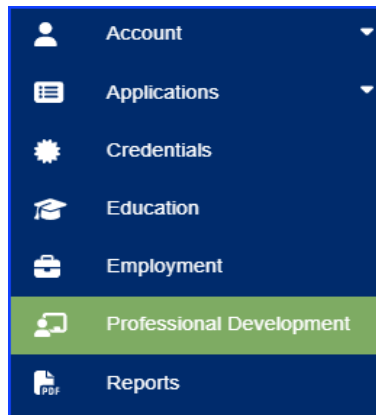 Account
Applications
Credentials
Education
Employment
Professional Development
PDF
Reports